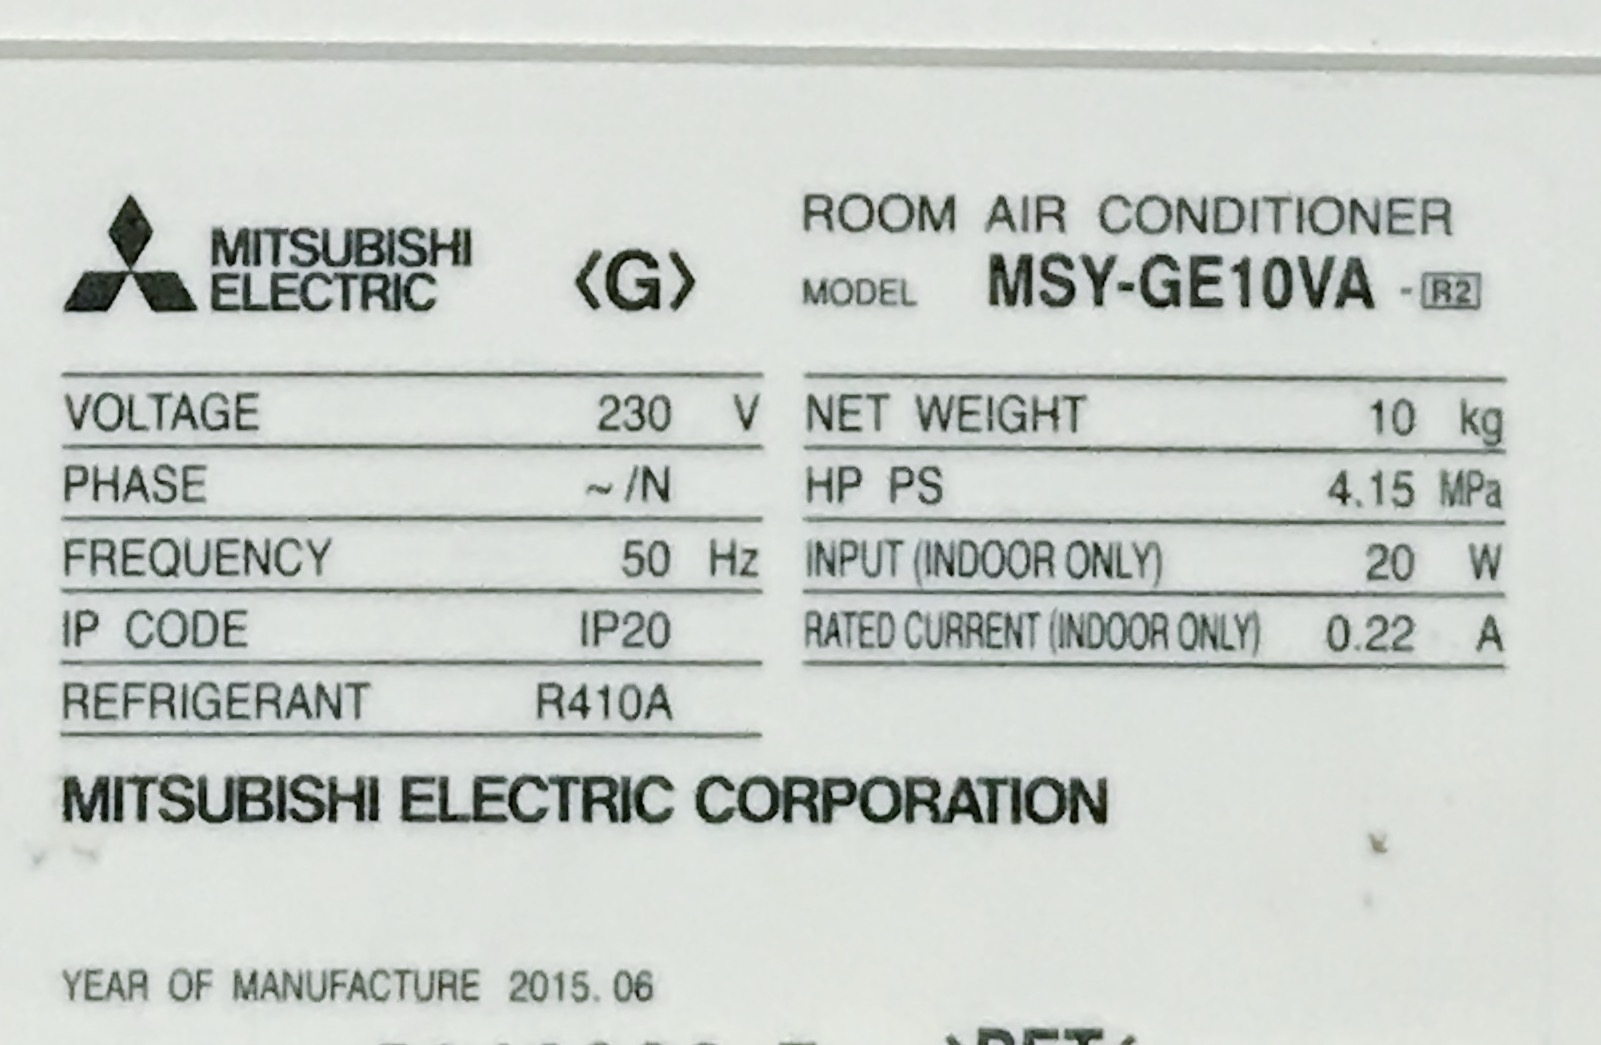 MITSUBISHI
ELECTRIC
〈G〉
ROOM AIR CONDITIONER
MODEL MSY-GE10VA -R2
VOLTAGE 230 V
PHASE ~/N
FREQUENCY 50 Hz
IP CODE IP20
REFRIGERANT R410A
NET WEIGHT 10 kg
HP PS 4.15 MPa
INPUT (INDOOR ONLY) 20 W
RATED CURRENT (INDOOR ONLY) 0.22 A
MITSUBISHI ELECTRIC CORPORATION
YEAR OF MANUFACTURE 2015. 06